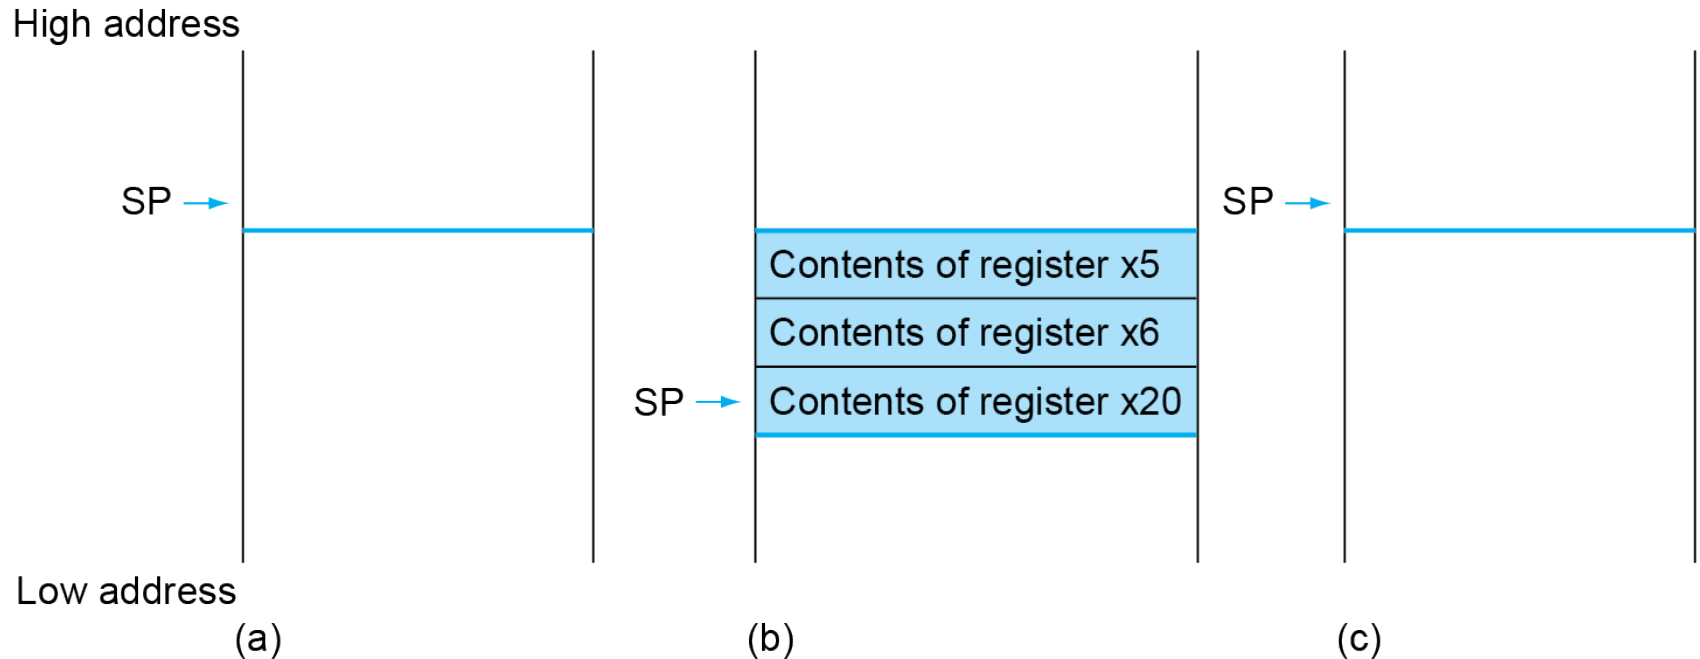 High address
SP
SP
Contents of register x5
Contents of register x6
SP
Contents of register x20
Low address
(a)
(b)
(c)